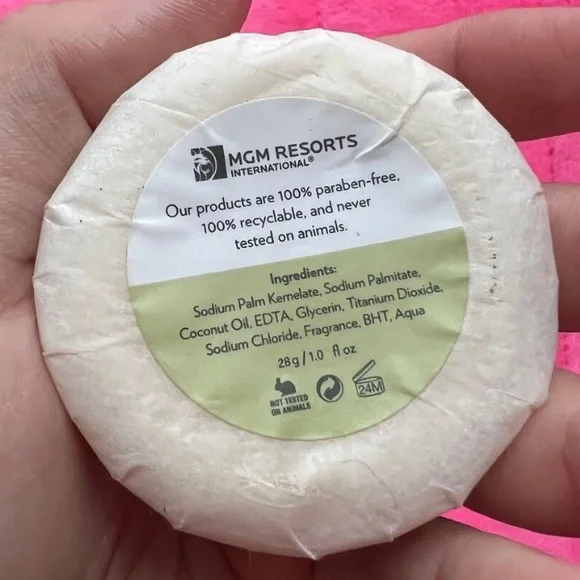 MGM RESORTS
INTERNATIONAL®
Our products are 100% paraben-free,
100% recyclable, and never
tested on animals.
Ingredients:
Sodium Palm Kernelate, Sodium Palmitate,
Coconut Oil, EDTA, Glycerin, Titanium Dioxide,
Sodium Chloride, Fragrance, BHT, Aqua
28g/1.0 fl oz
NOT TESTED
ON ANIMALS
24M